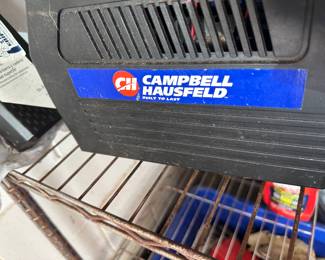 CH
CAMPBELL
HAUSFELD
BUILT TO LAST